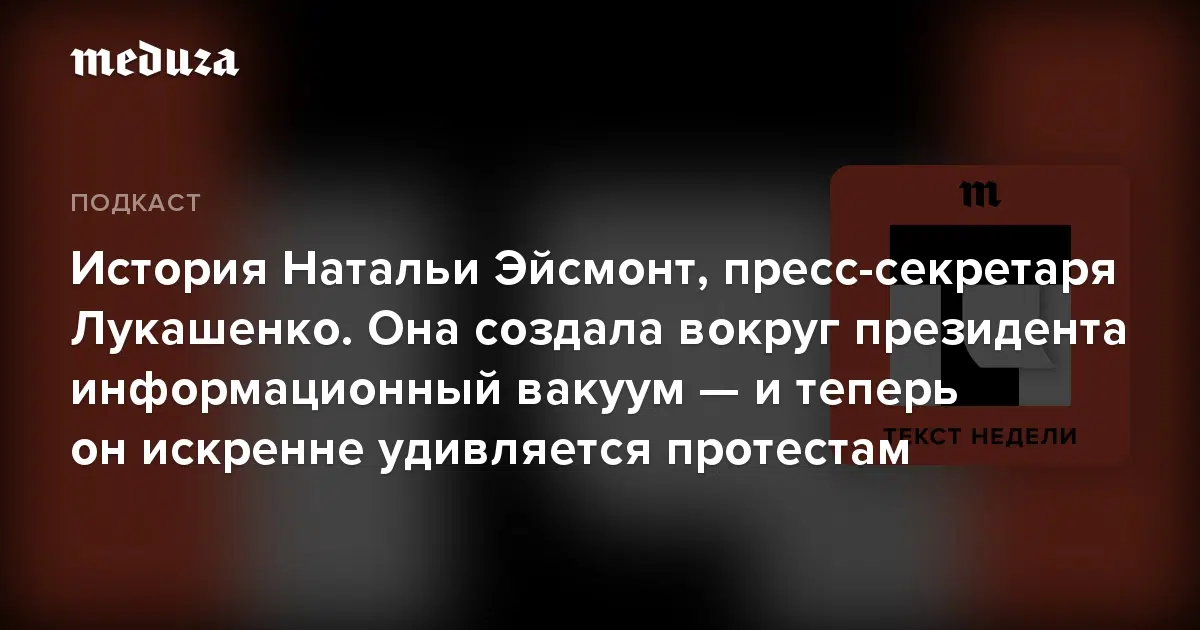 meduza
ПОДКАСТ
m
История Натальи Эйсмонт, пресс-секретаря
Лукашенко. Она создала вокруг президента
информационный вакуум — и теперь
он искренне удивляется протестам
ТЕКСТ НЕДЕЛИ